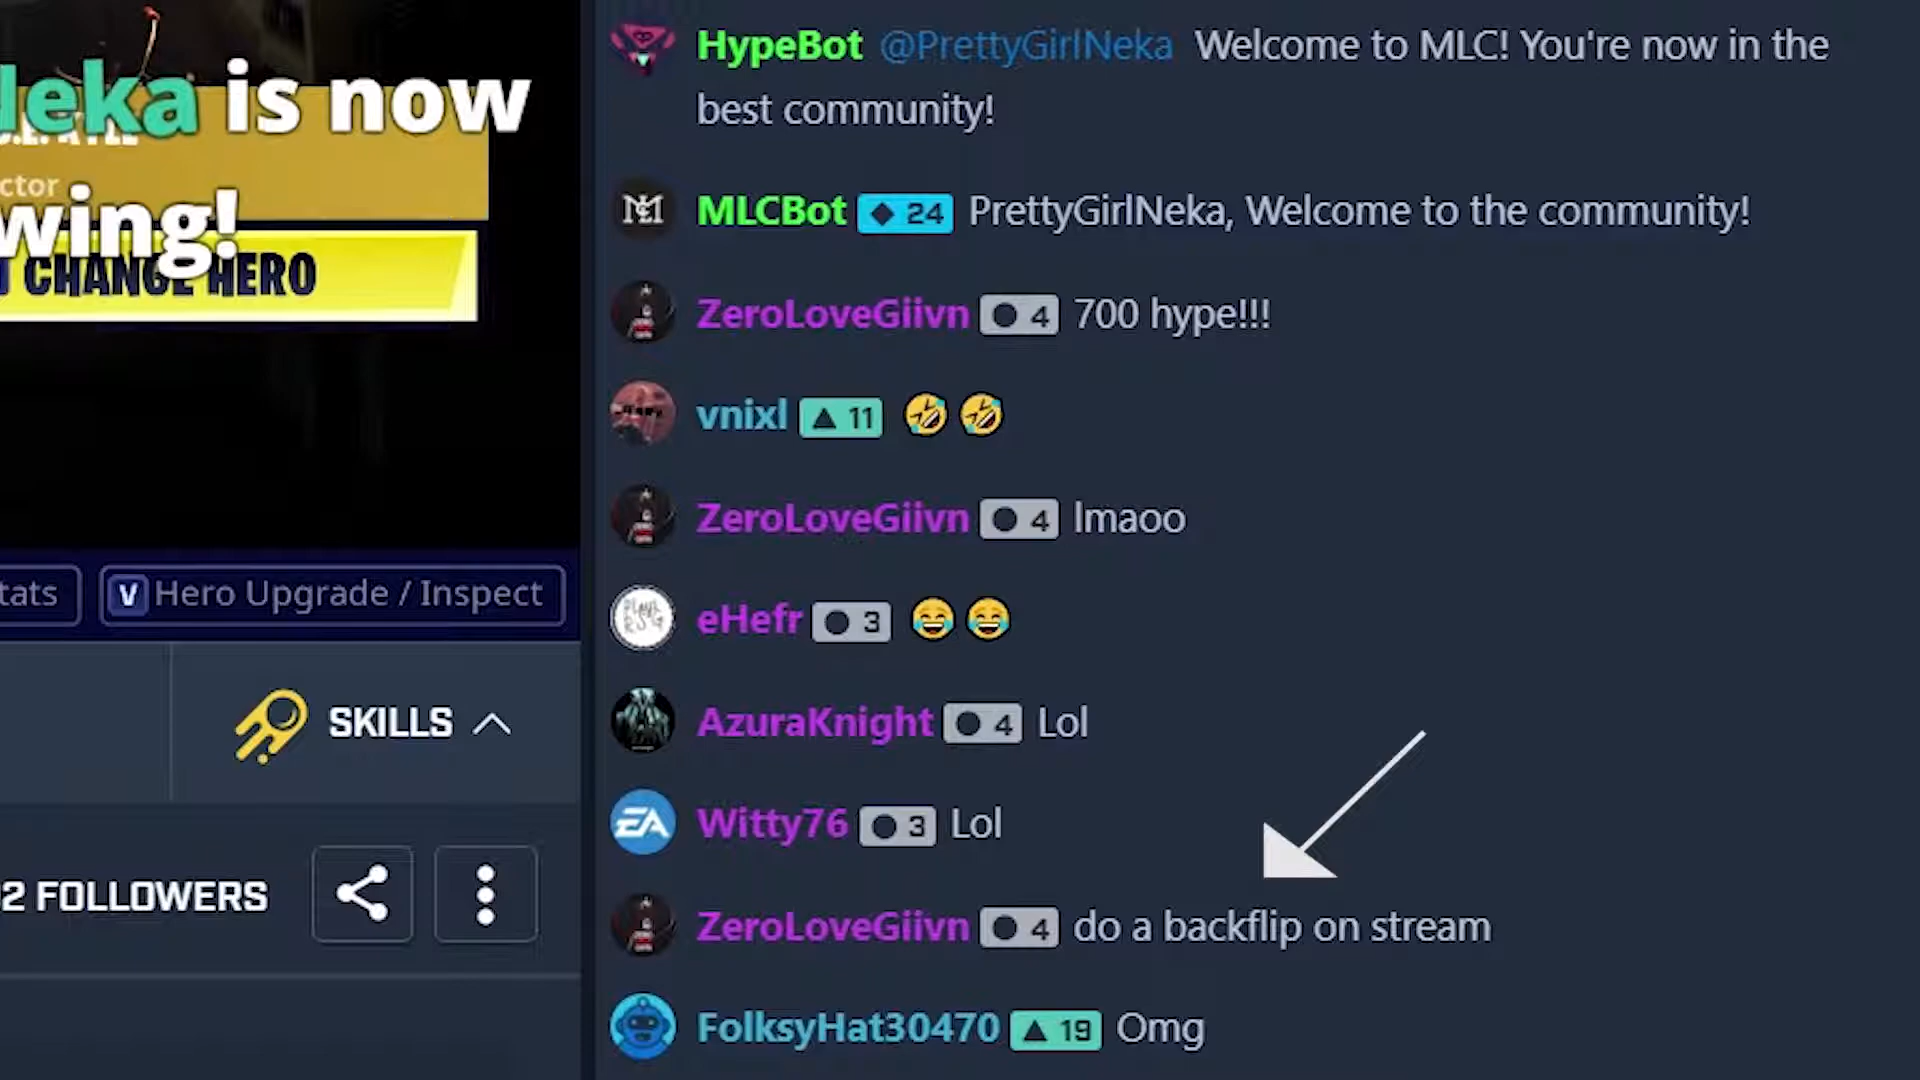 HypeBot @PrettyGirlNeka Welcome to MLC! You're now in the
best community!
MLCBot 24 PrettyGirlNeka, Welcome to the community!
ZeroLoveGiivn 4 700 hype!!!
vnixl 11 🤣 🤣
ZeroLoveGiivn 4 lmaoo
eHefr 3 😂 😂
AzuraKnight 4 Lol
Witty76 3 Lol
ZeroLoveGiivn 4 do a backflip on stream
FolksyHat30470 19 Omg
Neka is now
ctor
wing!
CHANGE HERO
tats
V Hero Upgrade / Inspect
SKILLS
2 FOLLOWERS
EA